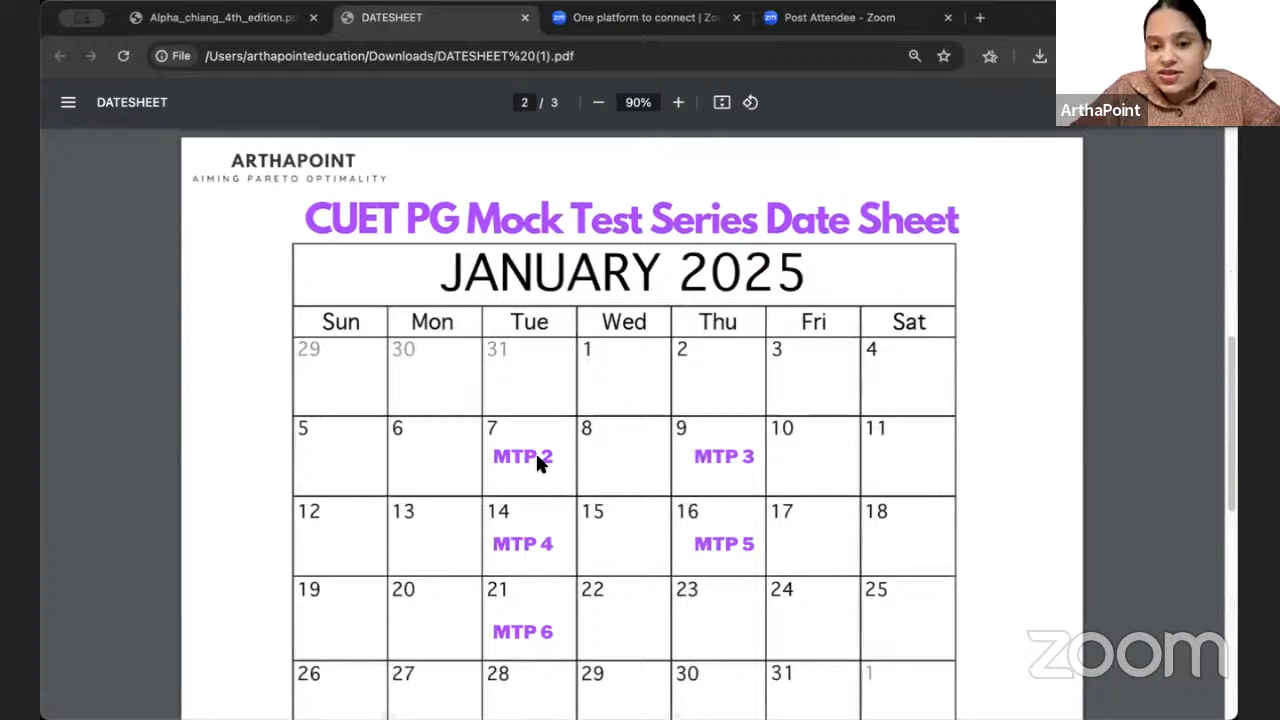 Alpha_chiang_4th_edition.pd
DATESHEET
One platform to connect | Zo
Post Attendee - Zoom
File
/Users/arthapointeducation/Downloads/DATESHEET%20(1).pdf
DATESHEET
2 / 3
90%
ArthaPoint
ARTHAPOINT
AIMING PARETO OPTIMALITY
CUET PG Mock Test Series Date Sheet
JANUARY 2025
Sun Mon Tue Wed Thu Fri Sat
29 30 31 1 2 3 4
5 6 7 8 9 10 11
MTP 2 MTP 3
12 13 14 15 16 17 18
MTP 4 MTP 5
19 20 21 22 23 24 25
MTP 6
26 27 28 29 30 31 1
zoom